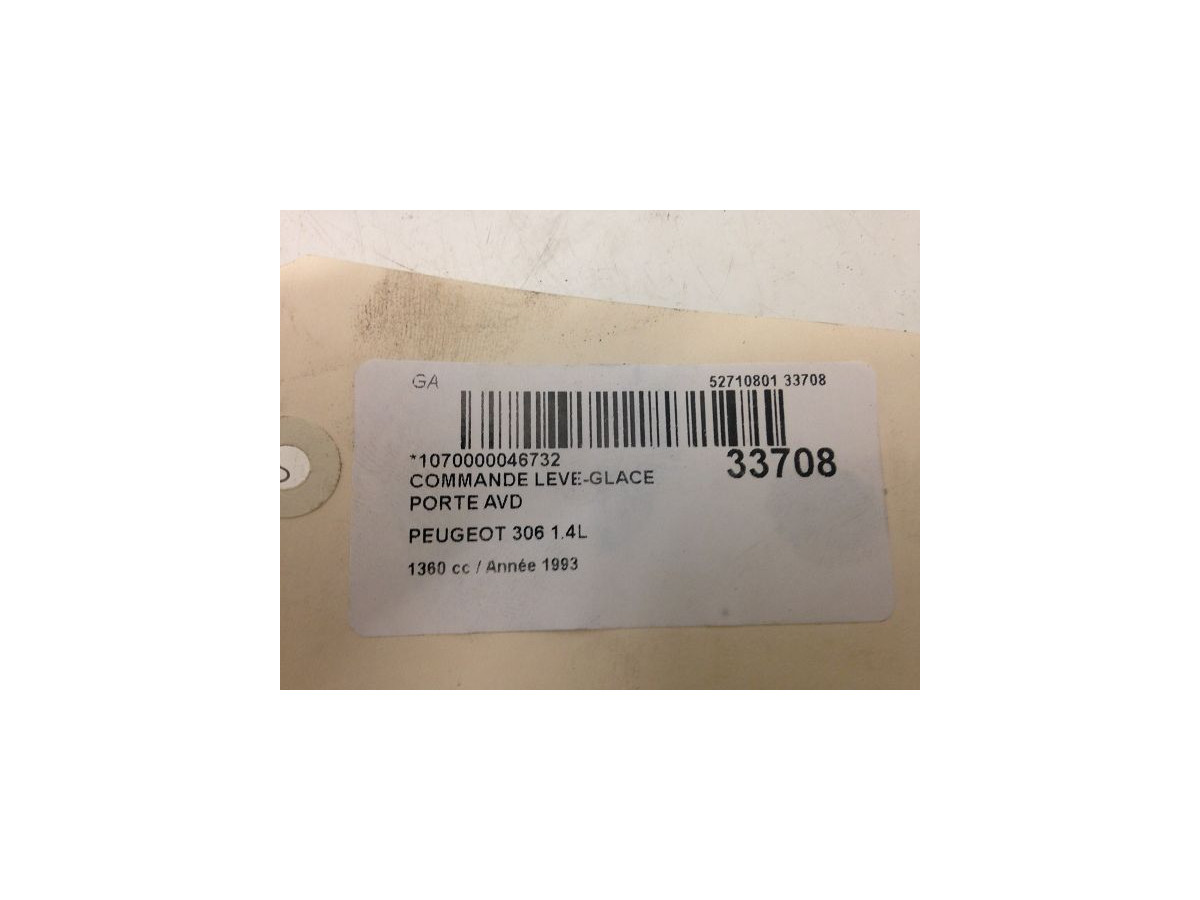 GA 52710801 33708
*1070000046732 33708
COMMANDE LEVE-GLACE
PORTE AVD
PEUGEOT 306 1.4L
1360 cc / Année 1993